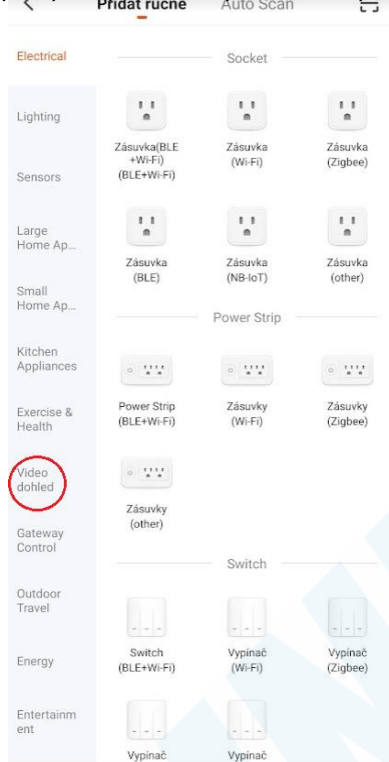 Přidat ručně Auto Scan
Electrical
Lighting
Sensors
Large
Home Ap...
Small
Home Ap...
Kitchen
Appliances
Exercise &
Health
Video
dohled
Gateway
Control
Outdoor
Travel
Energy
Entertainm
ent
Socket
Zásuvka(BLE
+Wi-Fi)
(BLE+Wi-Fi)
Zásuvka
(Wi-Fi)
Zásuvka
(Zigbee)
Zásuvka
(BLE)
Zásuvka
(NB-IoT)
Zásuvka
(other)
Power Strip
Power Strip
(BLE+Wi-Fi)
Zásuvky
(Wi-Fi)
Zásuvky
(Zigbee)
Zásuvky
(other)
Switch
Switch
(BLE+Wi-Fi)
Vypínač
(Wi-Fi)
Vypínač
(Zigbee)
Vypínač
Vypínač